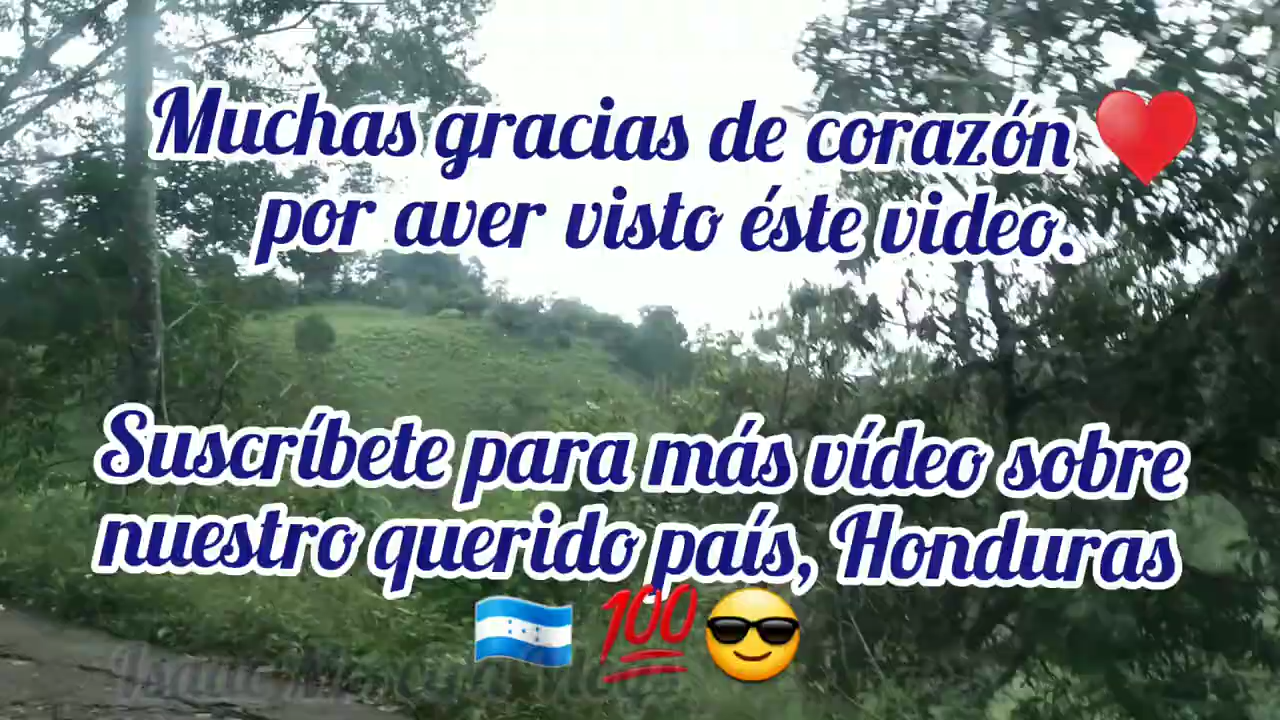 Muchas gracias de corazón ♥️
por aver visto éste video.
Suscríbete para más vídeo sobre
nuestro querido país, Honduras
🇭🇳 💯😎